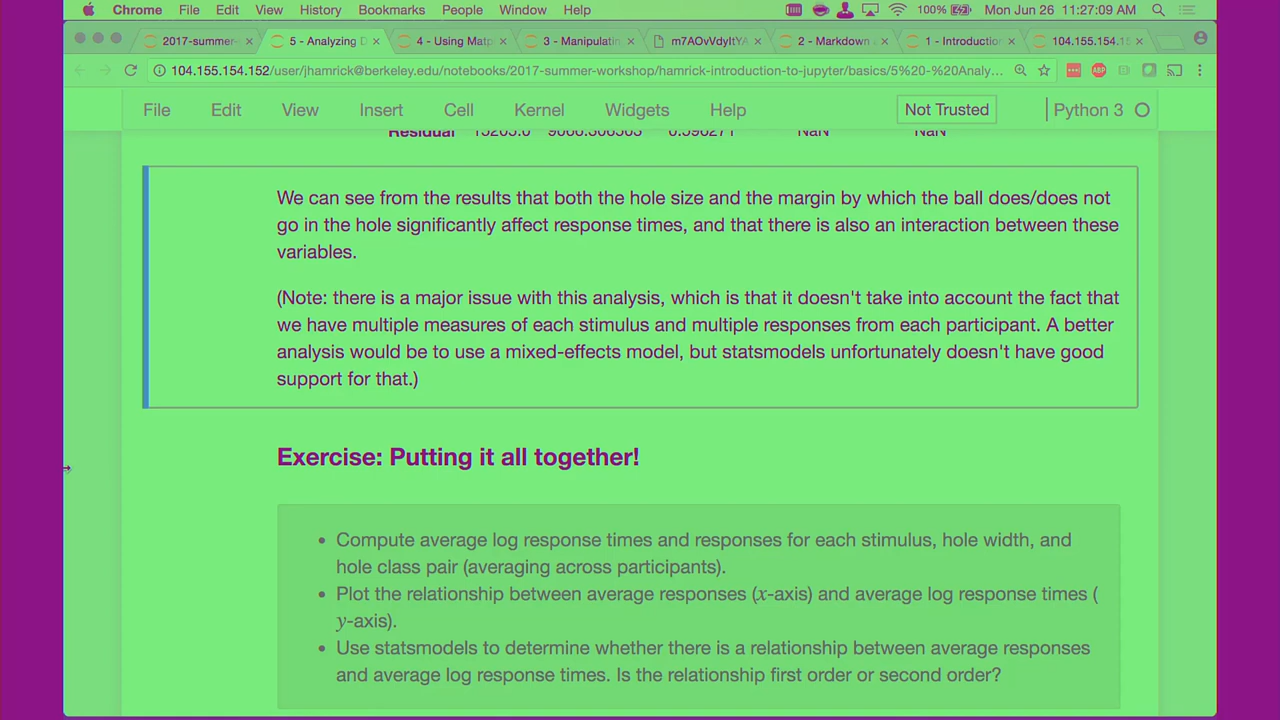 Chrome File Edit View History Bookmarks People Window Help 100% Mon Jun 26 11:27:09 AM
2017-summer- 5 - Analyzing D 4 - Using Matp 3 - Manipulatin m7AOvVdyItYA 2 - Markdown a 1 - Introduction 104.155.154.15
104.155.154.152/user/jhamrick@berkeley.edu/notebooks/2017-summer-workshop/hamrick-introduction-to-jupyter/basics/5%20-%20Analy...
File Edit View Insert Cell Kernel Widgets Help Not Trusted Python 3
Residual 15265.0 9068.306503 0.596271 NaN NaN
We can see from the results that both the hole size and the margin by which the ball does/does not
go in the hole significantly affect response times, and that there is also an interaction between these
variables.
(Note: there is a major issue with this analysis, which is that it doesn't take into account the fact that
we have multiple measures of each stimulus and multiple responses from each participant. A better
analysis would be to use a mixed-effects model, but statsmodels unfortunately doesn't have good
support for that.)
Exercise: Putting it all together!
• Compute average log response times and responses for each stimulus, hole width, and
hole class pair (averaging across participants).
• Plot the relationship between average responses (x-axis) and average log response times (
y-axis).
• Use statsmodels to determine whether there is a relationship between average responses
and average log response times. Is the relationship first order or second order?